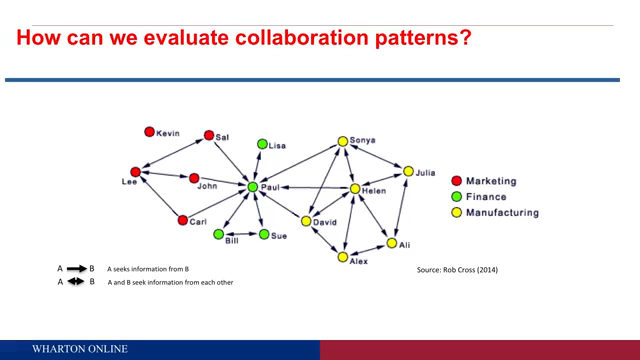 How can we evaluate collaboration patterns?
Kevin
Sal
Lisa
Sonya
Julia
Lee
John
Paul
Helen
Marketing
Finance
Manufacturing
Carl
David
Bill
Sue
Ali
Alex
A B A seeks information from B
Source: Rob Cross (2014)
A B A and B seek information from each other
WHARTON ONLINE